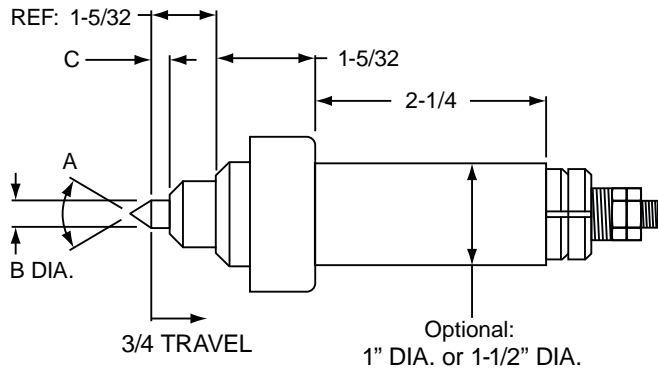 REF: 1-5/32
C
1-5/32
2-1/4
A
B DIA.
3/4 TRAVEL
Optional:
1” DIA. or 1-1/2” DIA.